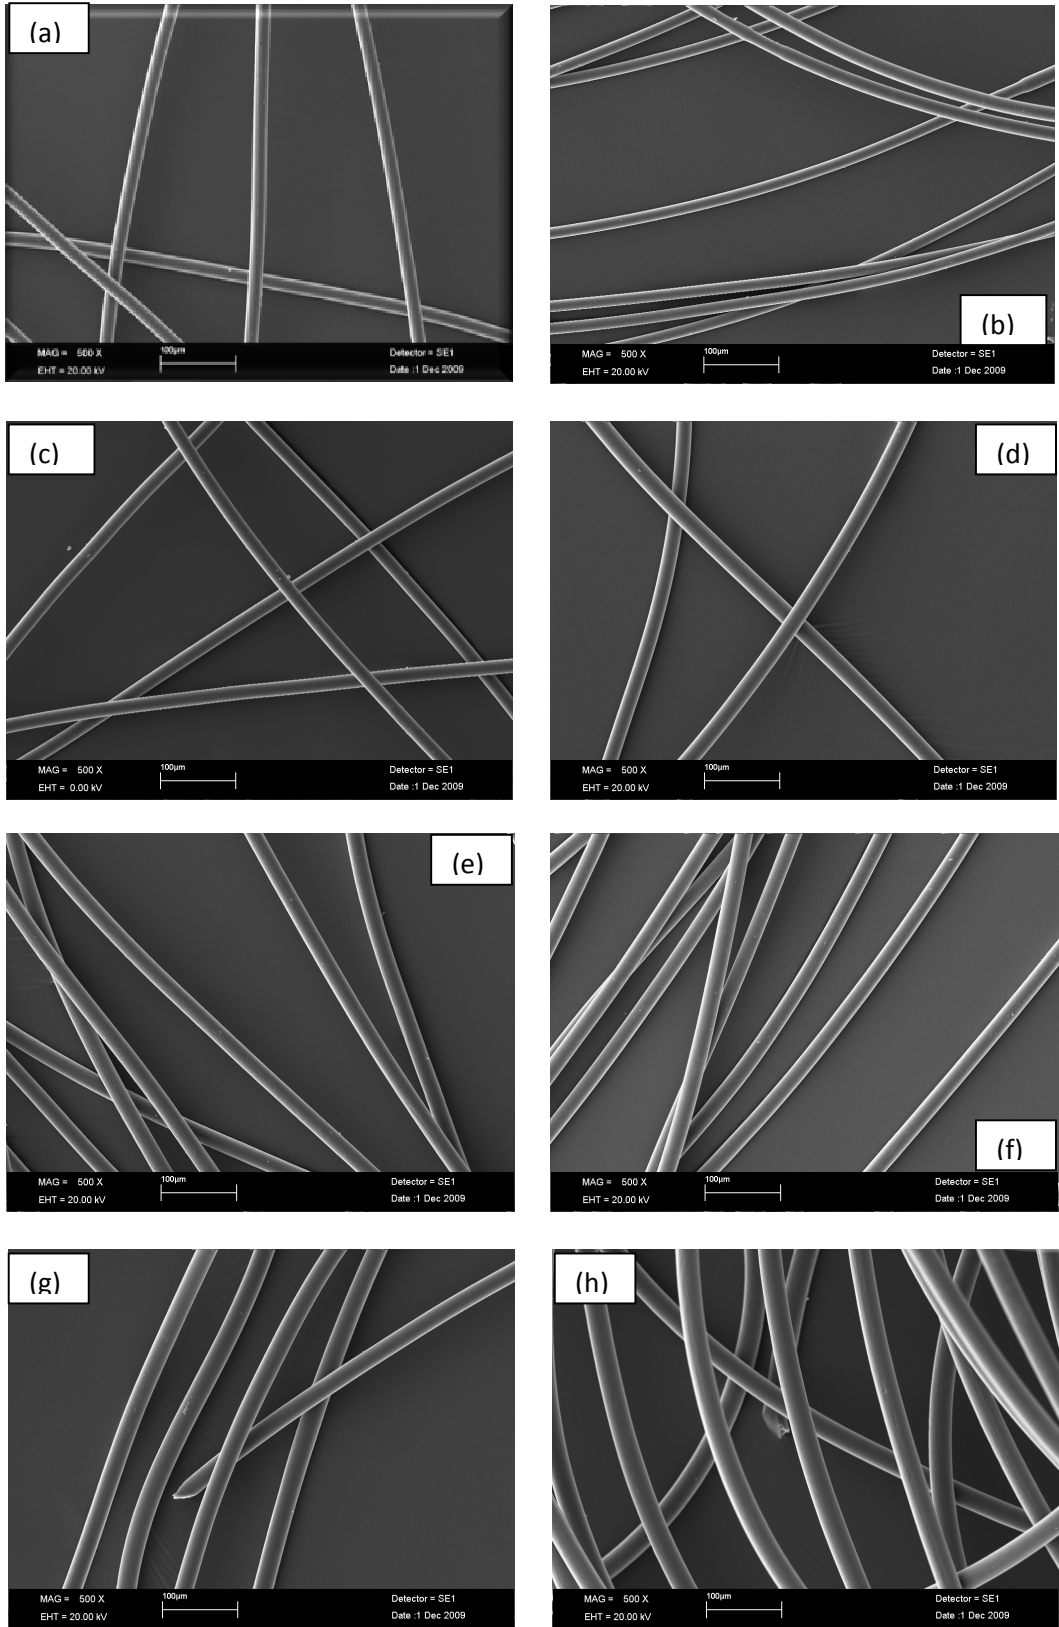 (a)
MAG = 500 X
EHT = 20.00 kV
100µm
Detector = SE1
Date :1 Dec 2009
(b)
MAG = 500 X
EHT = 20.00 kV
100µm
Detector = SE1
Date :1 Dec 2009
(c)
MAG = 500 X
EHT = 0.00 kV
100µm
Detector = SE1
Date :1 Dec 2009
(d)
MAG = 500 X
EHT = 20.00 kV
100µm
Detector = SE1
Date :1 Dec 2009
(e)
MAG = 500 X
EHT = 20.00 kV
100µm
Detector = SE1
Date :1 Dec 2009
(f)
MAG = 500 X
EHT = 20.00 kV
100µm
Detector = SE1
Date :1 Dec 2009
(g)
MAG = 500 X
EHT = 20.00 kV
100µm
Detector = SE1
Date :1 Dec 2009
(h)
MAG = 500 X
EHT = 20.00 kV
100µm
Detector = SE1
Date :1 Dec 2009